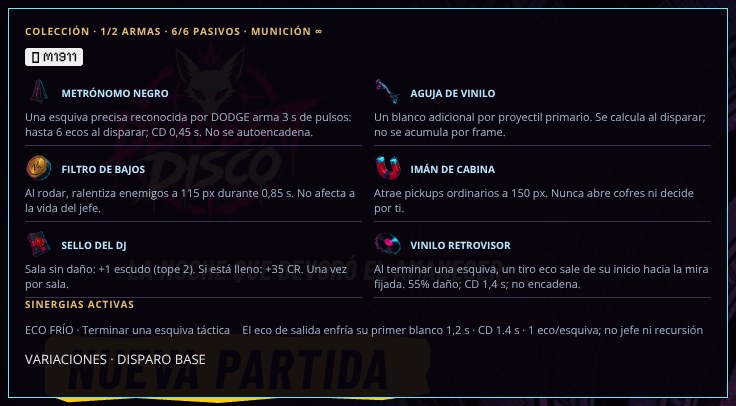 COLECCIÓN · 1/2 ARMAS · 6/6 PASIVOS · MUNICIÓN ∞
M1911
METRÓNOMO NEGRO
Una esquiva precisa reconocida por DODGE arma 3 s de pulsos:
hasta 6 ecos al disparar; CD 0,45 s. No se autoencadena.
AGUJA DE VINILO
Un blanco adicional por proyectil primario. Se calcula al disparar;
no se acumula por frame.
FILTRO DE BAJOS
Al rodar, ralentiza enemigos a 115 px durante 0,85 s. No afecta a
la vida del jefe.
IMÁN DE CABINA
Atrae pickups ordinarios a 150 px. Nunca abre cofres ni decide
por ti.
SELLO DEL DJ
Sala sin daño: +1 escudo (tope 2). Si está lleno: +35 CR. Una vez
por sala.
VINILO RETROVISOR
Al terminar una esquiva, un tiro eco sale de su inicio hacia la mira
fijada. 55% daño; CD 1,4 s; no encadena.
DISCO
LA NOCHE QUE DEVORÓ EL AMANECER
SINERGIAS ACTIVAS
ECO FRÍO · Terminar una esquiva táctica El eco de salida enfría su primer blanco 1,2 s · CD 1.4 s · 1 eco/esquiva; no jefe ni recursión
VARIACIONES · DISPARO BASE
NUEVA PARTIDA